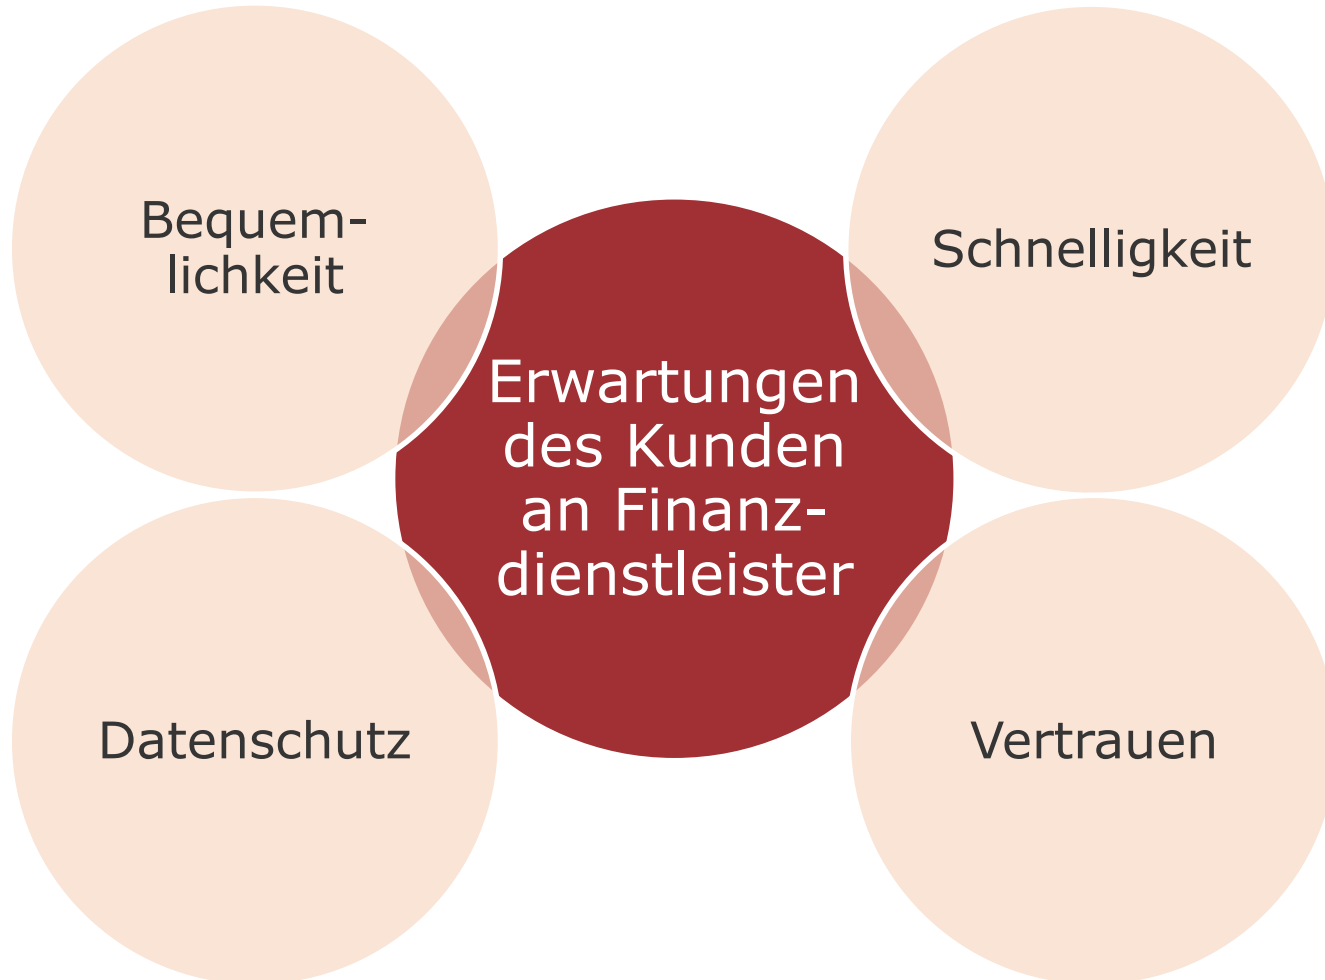 Bequem-
lichkeit
Schnelligkeit
Erwartungen
des Kunden
an Finanz-
dienstleister
Datenschutz
Vertrauen